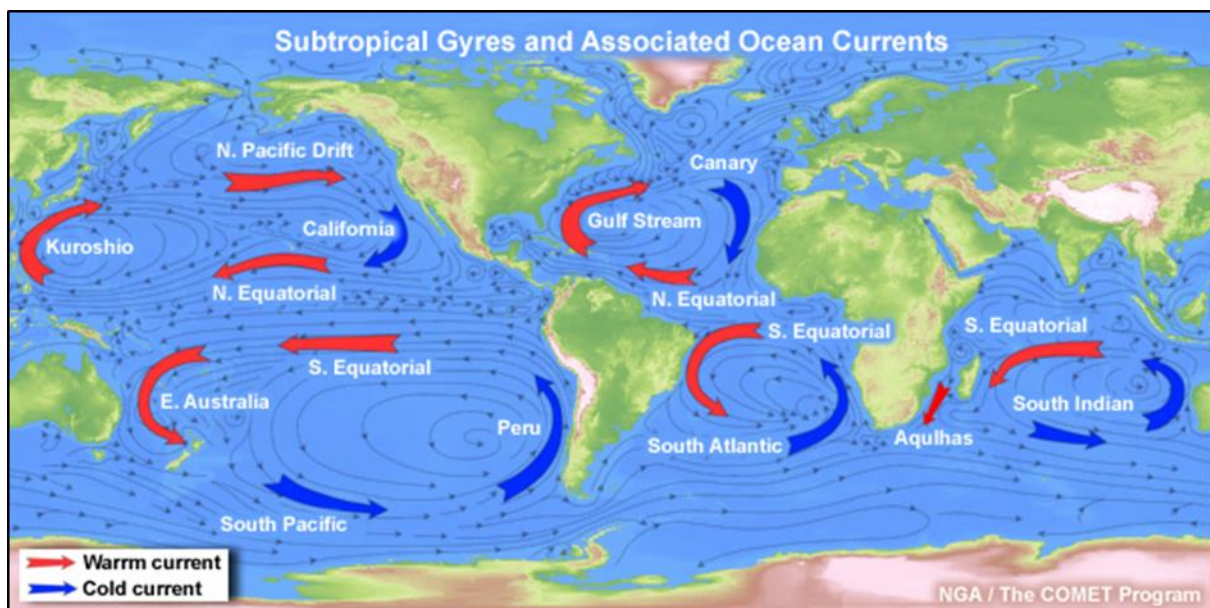 Subtropical Gyres and Associated Ocean Currents
N. Pacific Drift
Canary
Kuroshio
California
Gulf Stream
N. Equatorial
N. Equatorial
S. Equatorial
S. Equatorial
S. Equatorial
E. Australia
Peru
South Indian
South Atlantic
Aqulhas
South Pacific
Warrm current
Cold current
NGA / The COMET Program